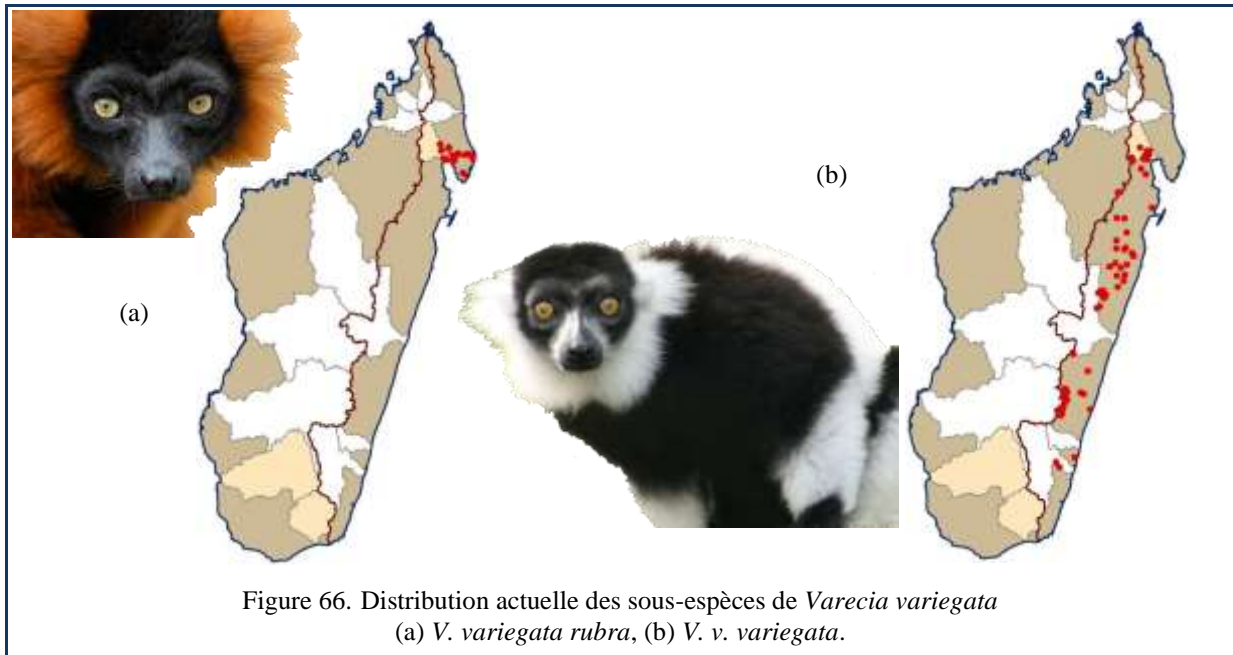 (a)
(b)
Figure 66. Distribution actuelle des sous-espèces de Varecia variegata
(a) V. variegata rubra, (b) V. v. variegata.